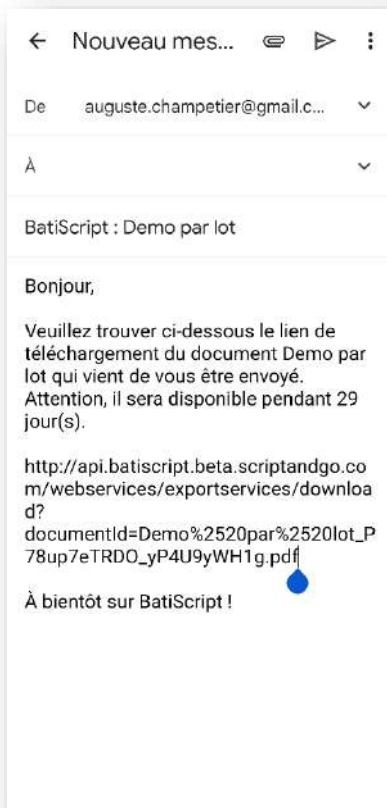 Nouveau mes...
De auguste.champetier@gmail.c...
À
BatiScript : Demo par lot
Bonjour,
Veuillez trouver ci-dessous le lien de
téléchargement du document Demo par
lot qui vient de vous être envoyé.
Attention, il sera disponible pendant 29
jour(s).
http://api.batiscript.beta.scriptandgo.co
m/webservices/exportservices/downloa
d?
documentId=Demo%2520par%2520lot_P
78up7eTRDO_yP4U9yWH1g.pdf
À bientôt sur BatiScript !